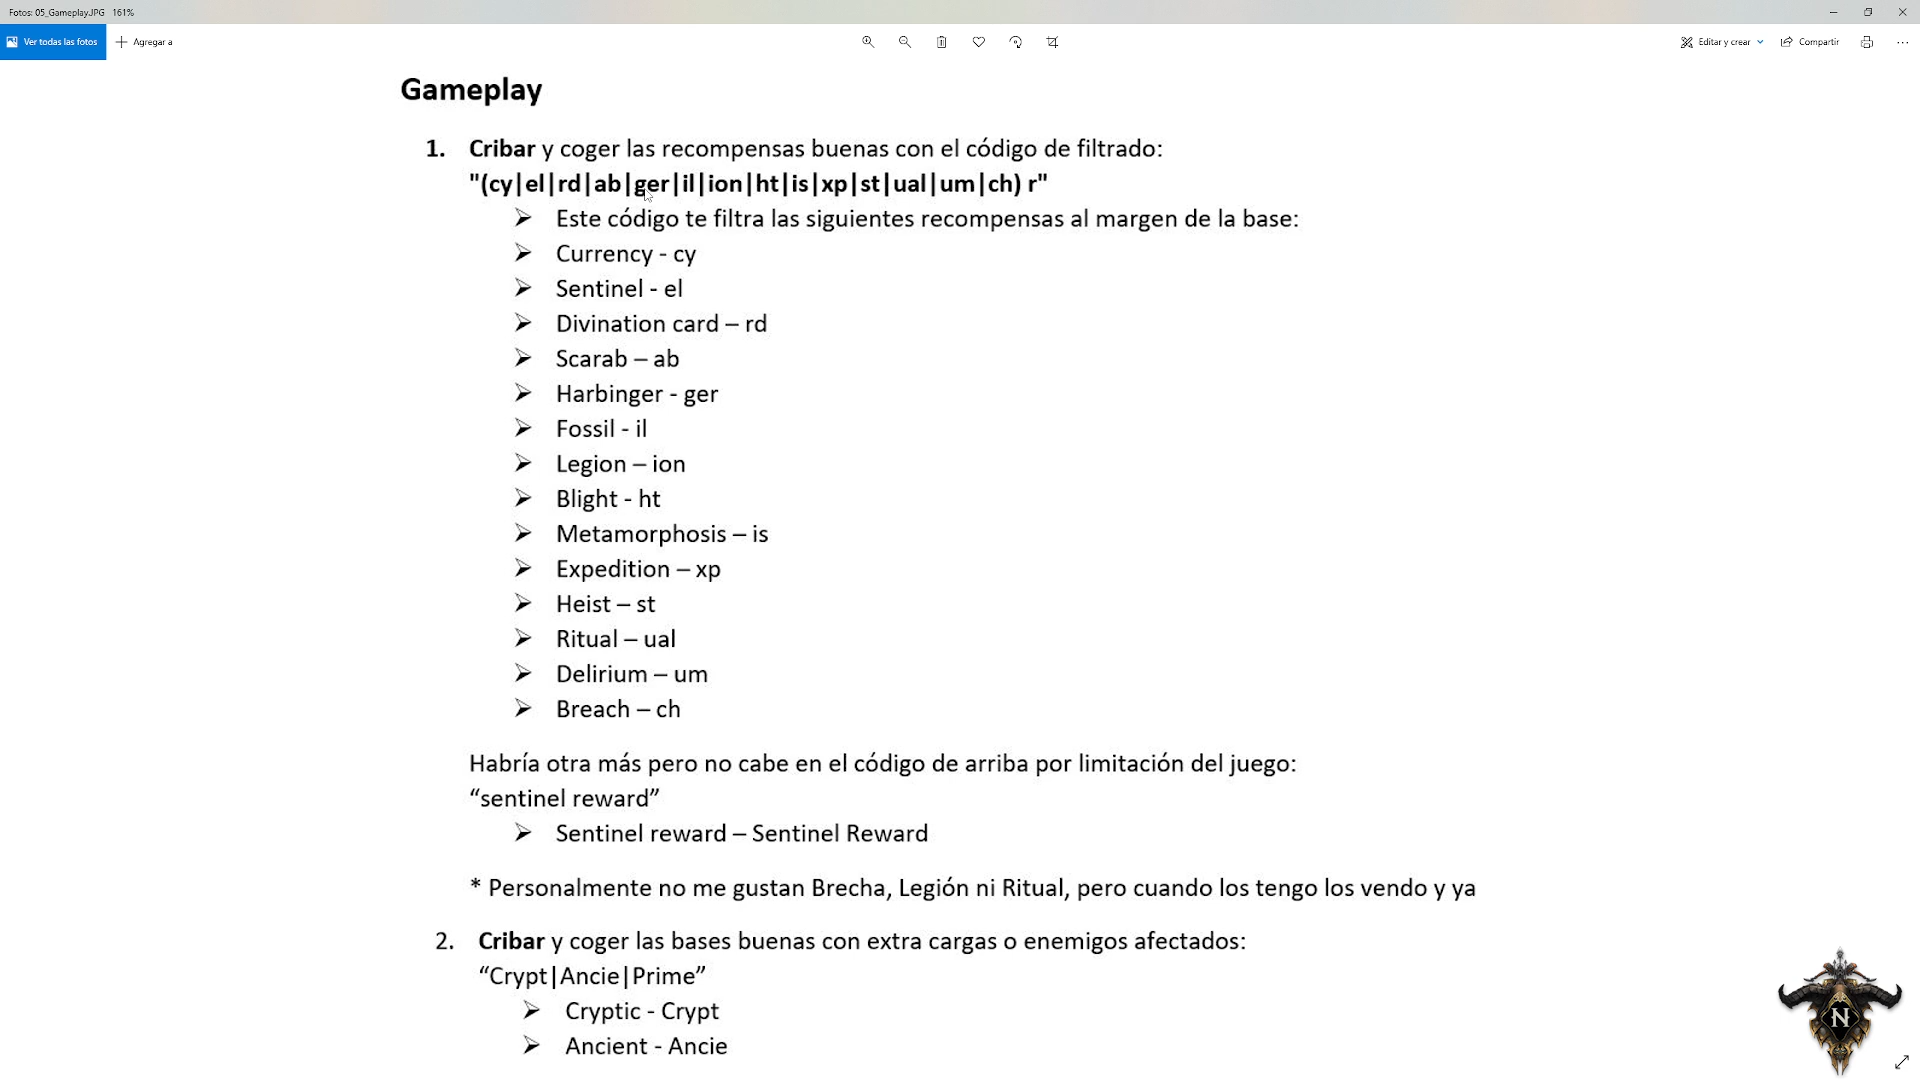 Fotos: 05_Gameplay.JPG 161%
Ver todas las fotos
Agregar a
Editar y crear
Compartir
Gameplay
1. Cribar y coger las recompensas buenas con el código de filtrado:
"(cy|el|rd|ab|ger|il|ion|ht|is|xp|st|ual|um|ch) r"
➢ Este código te filtra las siguientes recompensas al margen de la base:
➢ Currency - cy
➢ Sentinel - el
➢ Divination card – rd
➢ Scarab – ab
➢ Harbinger - ger
➢ Fossil - il
➢ Legion – ion
➢ Blight - ht
➢ Metamorphosis – is
➢ Expedition – xp
➢ Heist – st
➢ Ritual – ual
➢ Delirium – um
➢ Breach – ch
Habría otra más pero no cabe en el código de arriba por limitación del juego:
“sentinel reward”
➢ Sentinel reward – Sentinel Reward
* Personalmente no me gustan Brecha, Legión ni Ritual, pero cuando los tengo los vendo y ya
2. Cribar y coger las bases buenas con extra cargas o enemigos afectados:
“Crypt|Ancie|Prime”
➢ Cryptic - Crypt
➢ Ancient - Ancie
N